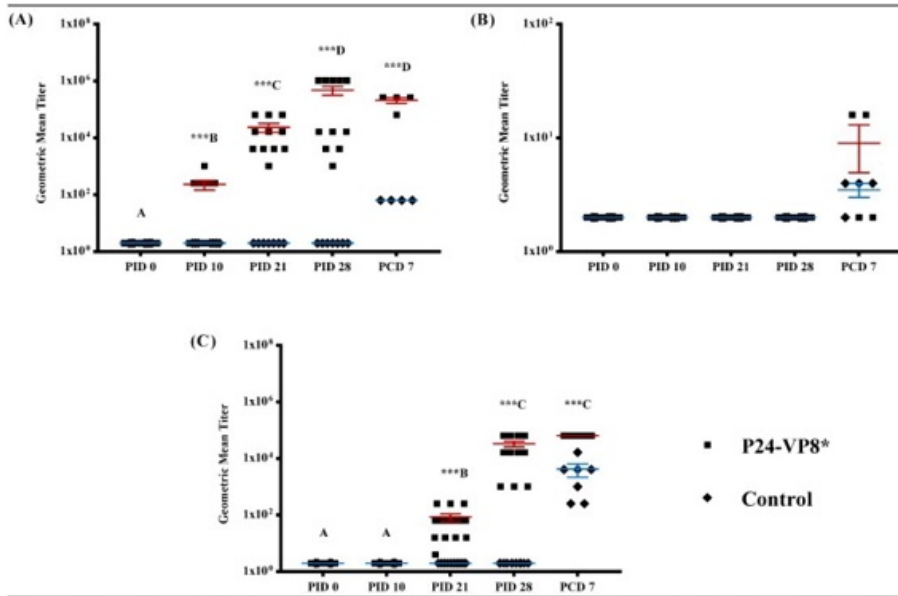 (A)
Geometric Mean Titer
1x10⁸
1x10⁶
1x10⁴
1x10²
1x10⁰
A
***B
***C
***D
***D
PID 0 PID 10 PID 21 PID 28 PCD 7
(B)
Geometric Mean Titer
1x10²
1x10¹
1x10⁰
PID 0 PID 10 PID 21 PID 28 PCD 7
(C)
Geometric Mean Titer
1x10⁸
1x10⁶
1x10⁴
1x10²
1x10⁰
A
A
***B
***C
***C
PID 0 PID 10 PID 21 PID 28 PCD 7
P24-VP8*
Control